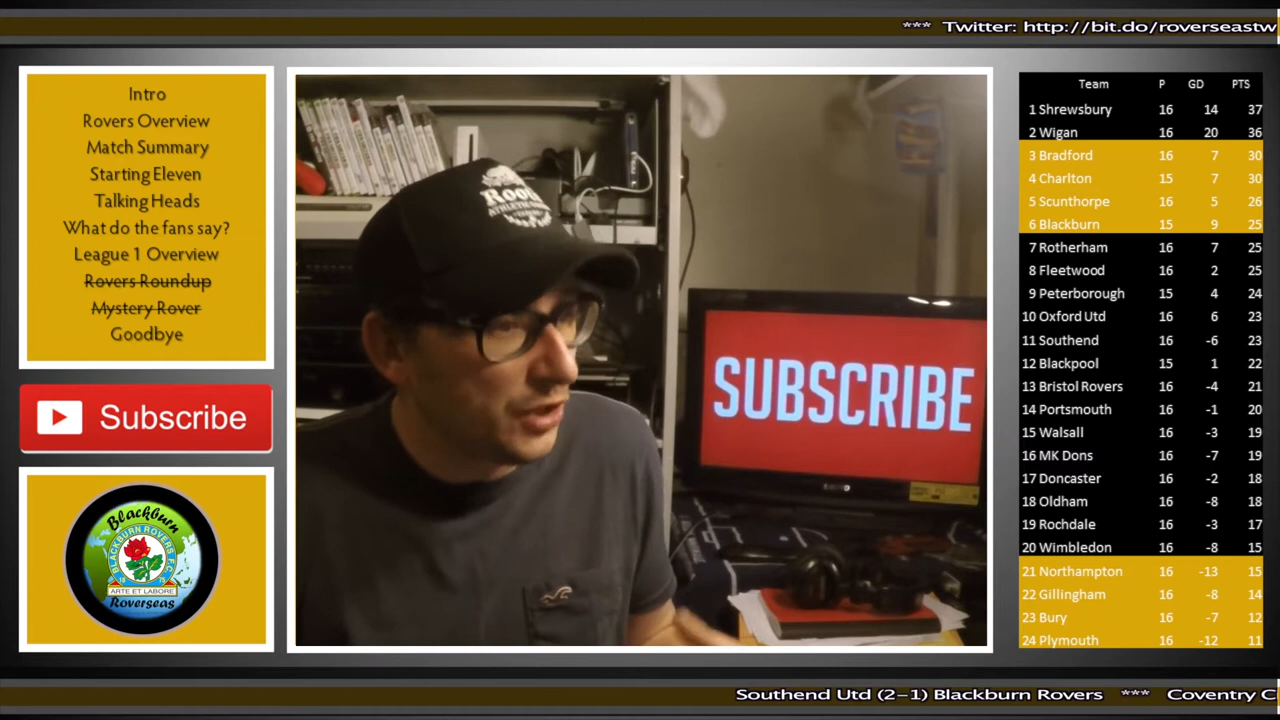 *** Twitter: http://bit.do/roverseastw
Intro
Rovers Overview
Match Summary
Starting Eleven
Talking Heads
What do the fans say?
League 1 Overview
Rovers Roundup
Mystery Rover
Goodbye
Subscribe
Blackburn
BLACKBURN ROVERS F.C.
18 75
ARTE ET LABORE
Roverseas
Roots
ATHLETIC
SUBSCRIBE
Team P GD PTS
1 Shrewsbury 16 14 37
2 Wigan 16 20 36
3 Bradford 16 7 30
4 Charlton 15 7 30
5 Scunthorpe 16 5 26
6 Blackburn 15 9 25
7 Rotherham 16 7 25
8 Fleetwood 16 2 25
9 Peterborough 15 4 24
10 Oxford Utd 16 6 23
11 Southend 16 -6 23
12 Blackpool 15 1 22
13 Bristol Rovers 16 -4 21
14 Portsmouth 16 -1 20
15 Walsall 16 -3 19
16 MK Dons 16 -7 19
17 Doncaster 16 -2 18
18 Oldham 16 -8 18
19 Rochdale 16 -3 17
20 Wimbledon 16 -8 15
21 Northampton 16 -13 15
22 Gillingham 16 -8 14
23 Bury 16 -7 12
24 Plymouth 16 -12 11
Southend Utd (2-1) Blackburn Rovers *** Coventry C